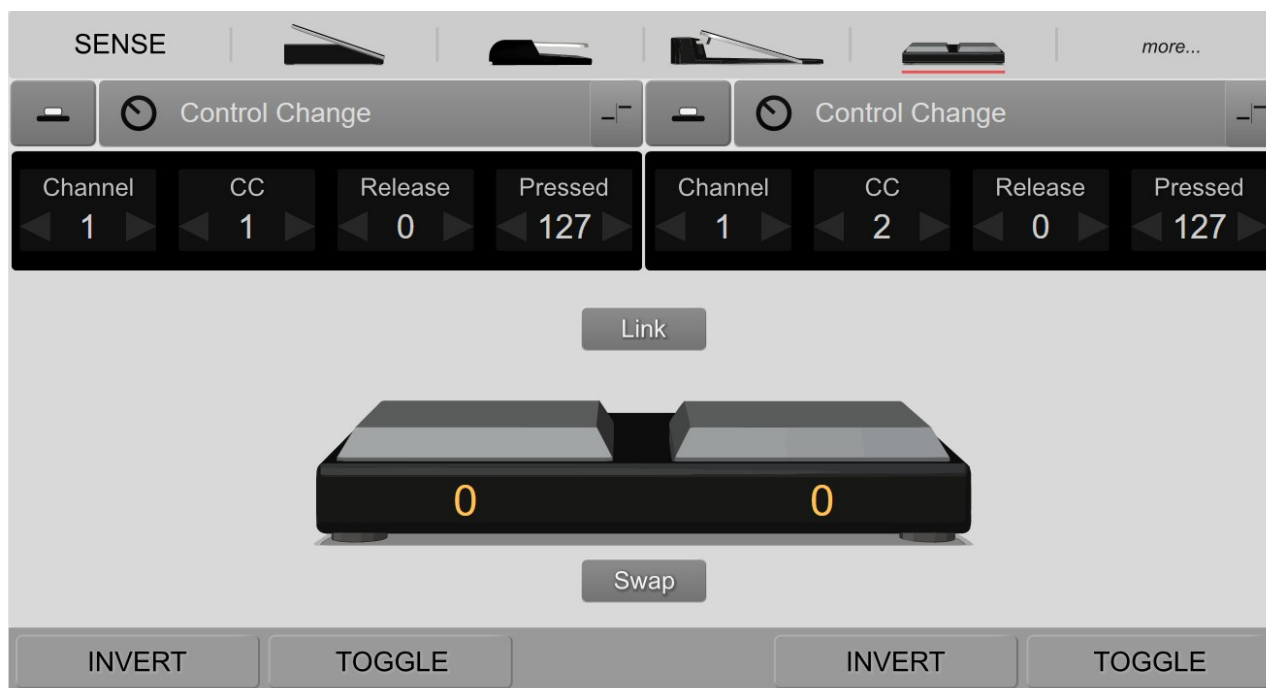 SENSE more...
Control Change Control Change
Channel CC Release Pressed Channel CC Release Pressed
1 1 0 127 1 2 0 127
Link
0 0
Swap
INVERT TOGGLE INVERT TOGGLE